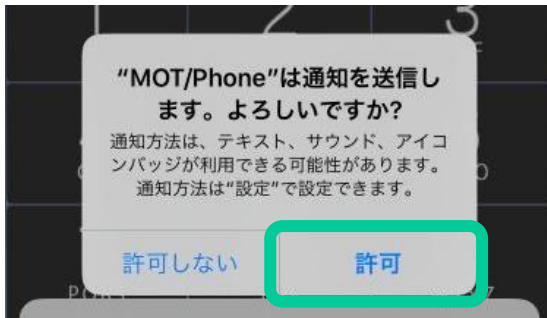 1 2 3
“MOT/Phone”は通知を送信し
ます。よろしいですか?
通知方法は、テキスト、サウンド、アイコ
ンバッジが利用できる可能性があります。
通知方法は“設定”で設定できます。
許可しない
許可